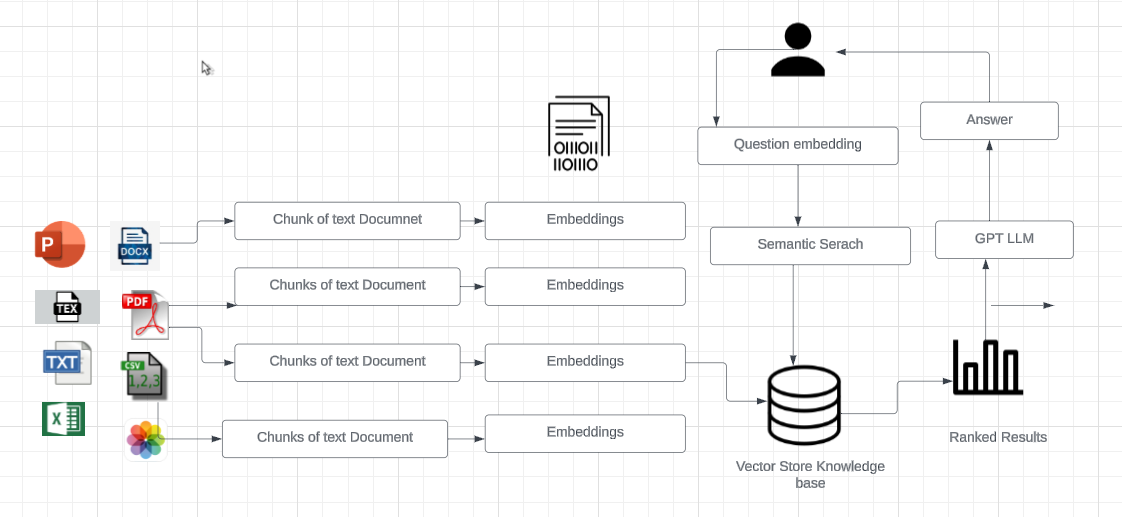 Question embedding
Answer
OIIIOII
IIOIIIO
Chunk of text Documnet
Embeddings
Semantic Serach
GPT LLM
P
DOCX
Chunks of text Document
Embeddings
TEX
PDF
TXT
CSV
1,2,3
Chunks of text Document
Embeddings
X
Chunks of text Document
Embeddings
Ranked Results
Vector Store Knowledge
base